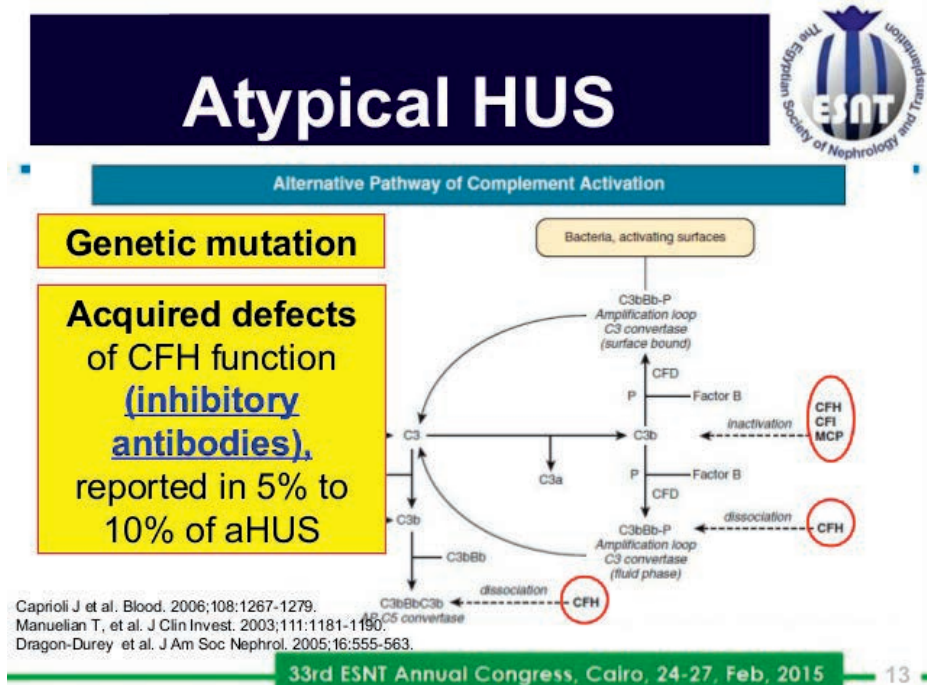 Atypical HUS
The Egyptian Society of Nephrology and Transplantation
ESNT
Alternative Pathway of Complement Activation
Genetic mutation
Acquired defects
of CFH function
(inhibitory
antibodies),
reported in 5% to
10% of aHUS
Bacteria, activating surfaces
C3bBb-P
Amplification loop
C3 convertase
(surface bound)
CFD
P
Factor B
CFH
CFI
MCP
inactivation
C3
C3b
C3a
P
Factor B
CFD
C3b
C3bBb-P
Amplification loop
C3 convertase
(fluid phase)
dissociation
CFH
C3bBb
C3bBbC3b
dissociation
CFH
C5 convertase
Caprioli J et al. Blood. 2006;108:1267-1279.
Manuelian T, et al. J Clin Invest. 2003;111:1181-1190.
Dragon-Durey et al. J Am Soc Nephrol. 2005;16:555-563.
33rd ESNT Annual Congress, Cairo, 24-27, Feb, 2015
13